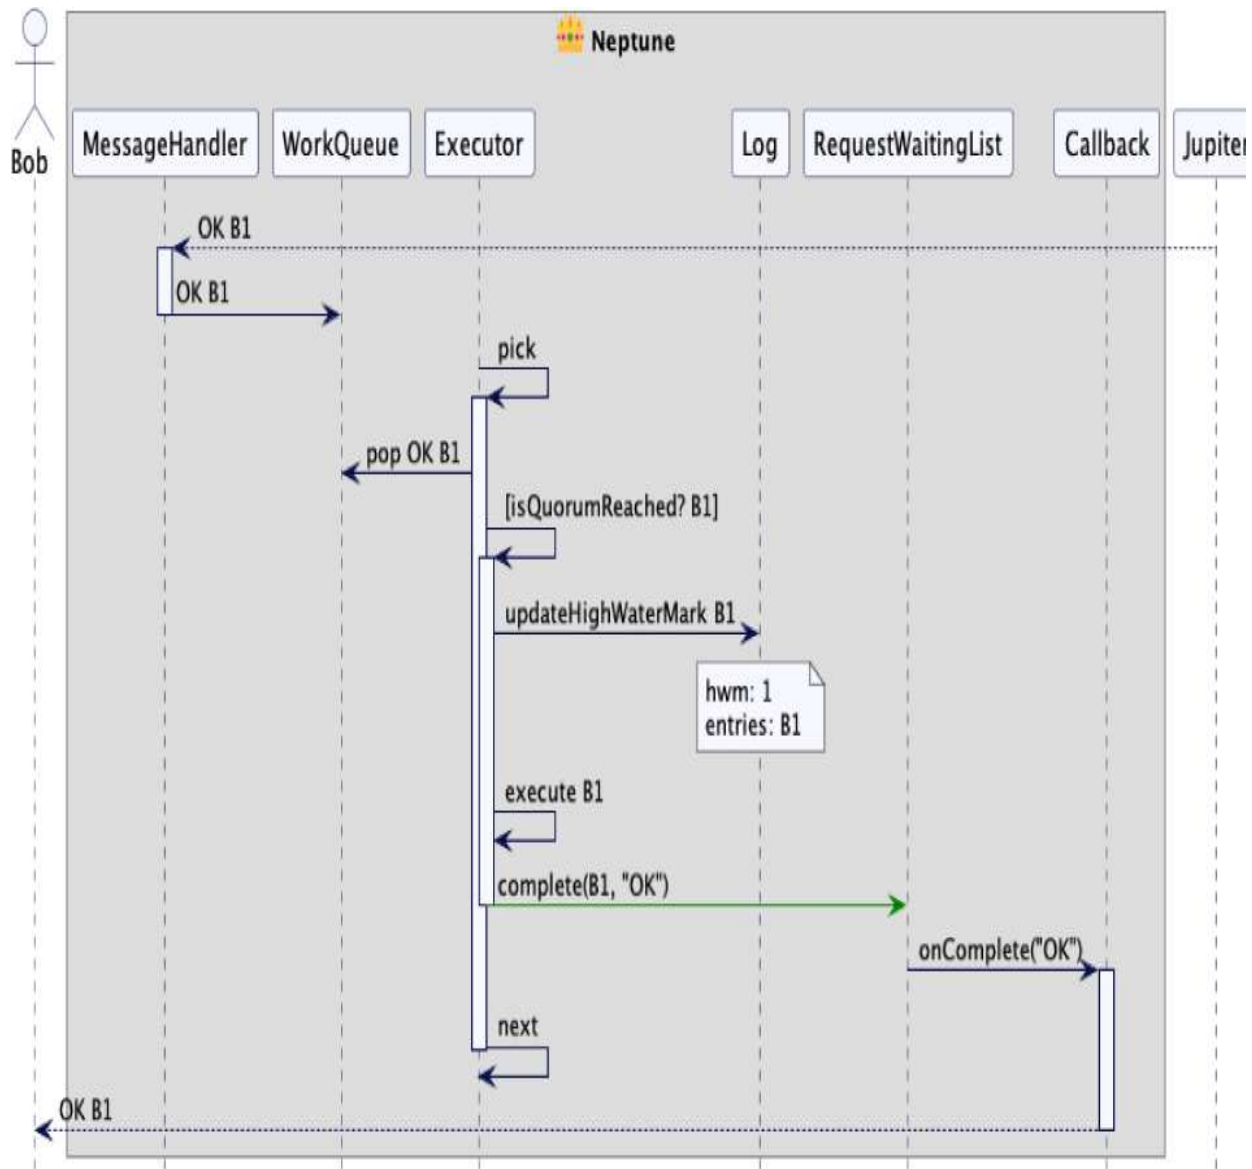 Neptune
MessageHandler
WorkQueue
Executor
Log
RequestWaitingList
Callback
Jupiter
Bob
OK B1
OK B1
pick
pop OK B1
[isQuorumReached? B1]
updateHighWaterMark B1
hwm: 1
entries: B1
execute B1
complete(B1, "OK")
onComplete("OK")
next
OK B1